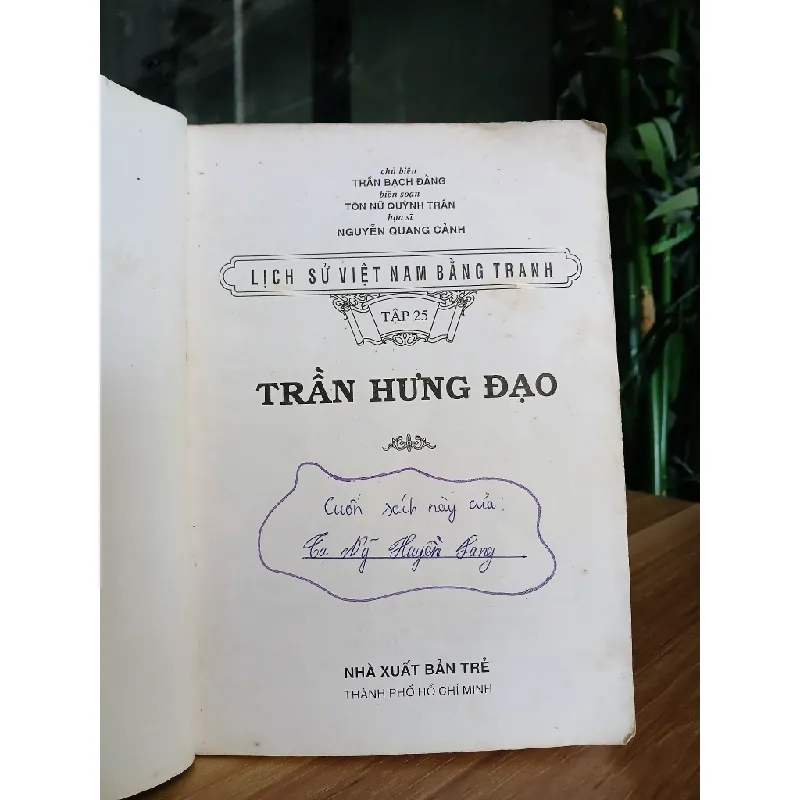 chủ biên
TRẦN BẠCH ĐẰNG
biên soạn
TÔN NỮ QUỲNH TRÂN
họa sĩ
NGUYỄN QUANG CẢNH
LỊCH SỬ VIỆT NAM BẰNG TRANH
TẬP 25
TRẦN HƯNG ĐẠO
Cuốn sách này của:
Mỹ Huyền
NHÀ XUẤT BẢN TRẺ
THÀNH PHỐ HỒ CHÍ MINH